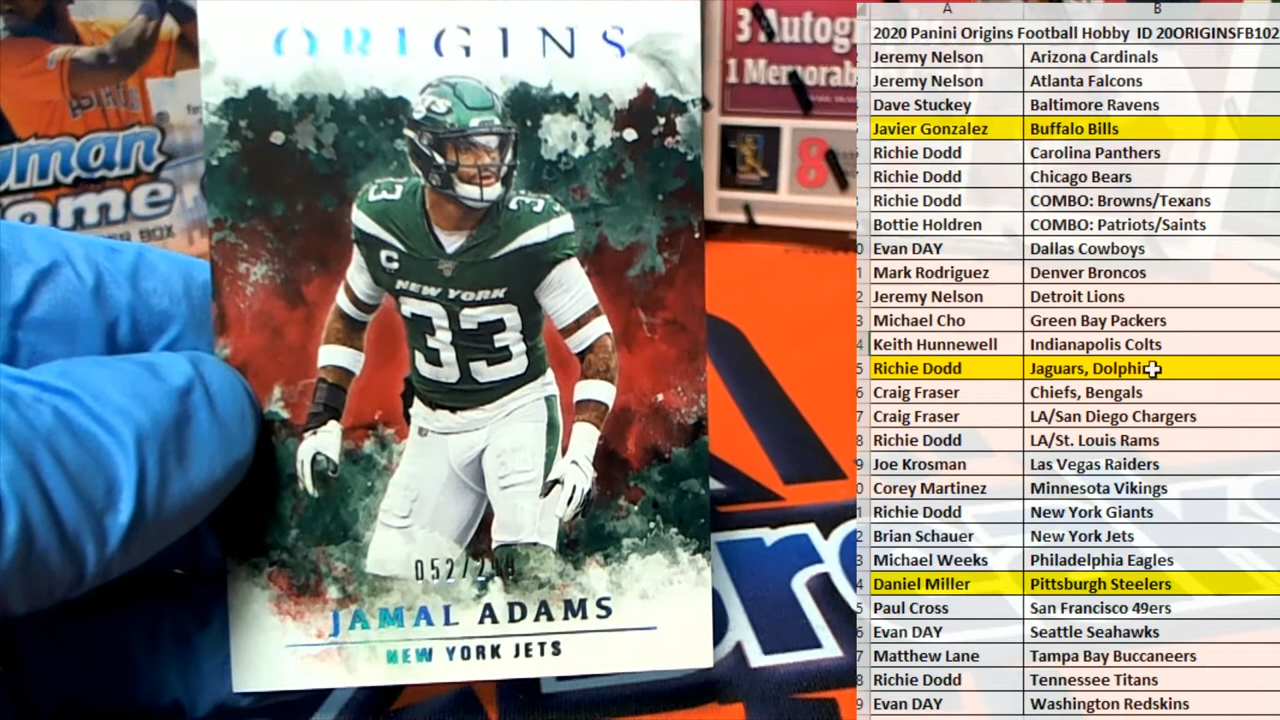 ORIGINS
33
33
C
NEW YORK
33
JAMAL ADAMS
NEW YORK JETS
3 Autog
1 Memorab
8
A B
2020 Panini Origins Football Hobby ID 20ORIGINSFB102
Jeremy Nelson Arizona Cardinals
Jeremy Nelson Atlanta Falcons
Dave Stuckey Baltimore Ravens
Javier Gonzalez Buffalo Bills
Richie Dodd Carolina Panthers
Richie Dodd Chicago Bears
Richie Dodd COMBO: Browns/Texans
Bottie Holdren COMBO: Patriots/Saints
Evan DAY Dallas Cowboys
Mark Rodriguez Denver Broncos
Jeremy Nelson Detroit Lions
Michael Cho Green Bay Packers
Keith Hunnewell Indianapolis Colts
Richie Dodd Jaguars,
Craig Fraser Chiefs, Bengals
Craig Fraser LA/San Diego Chargers
Richie Dodd LA/St. Louis Rams
Joe Krosman Las Vegas Raiders
Corey Martinez Minnesota Vikings
Richie Dodd New York Giants
Brian Schauer New York Jets
Michael Weeks Philadelphia Eagles
Daniel Miller Pittsburgh Steelers
Paul Cross San Francisco 49ers
Evan DAY Seattle Seahawks
Matthew Lane Tampa Bay Buccaneers
Richie Dodd Tennessee Titans
Evan DAY Washington Redskins